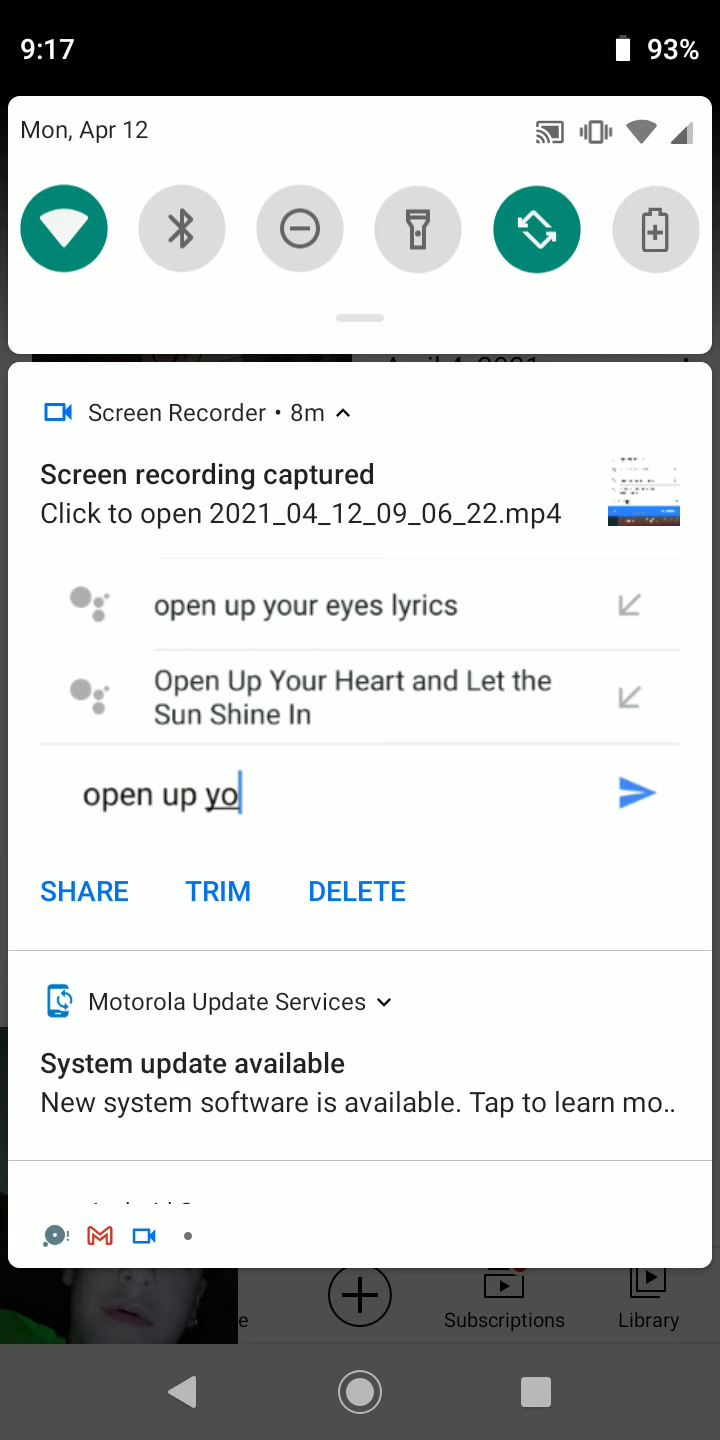 9:17
93%
Mon, Apr 12
Screen Recorder • 8m
Screen recording captured
Click to open 2021_04_12_09_06_22.mp4
open up your eyes lyrics
Open Up Your Heart and Let the
Sun Shine In
open up yo
SHARE TRIM DELETE
Motorola Update Services
System update available
New system software is available. Tap to learn mo..
Subscriptions
Library